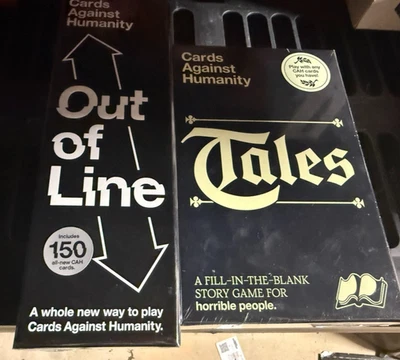 Cards
Against
Humanity
Out
of
Line
Includes
150
all-new CAH
cards.
A whole new way to play
Cards Against Humanity.
Cards
Against
Humanity
Play with any
CAH cards
you have!
Tales
A FILL-IN-THE-BLANK
STORY GAME FOR
horrible people.